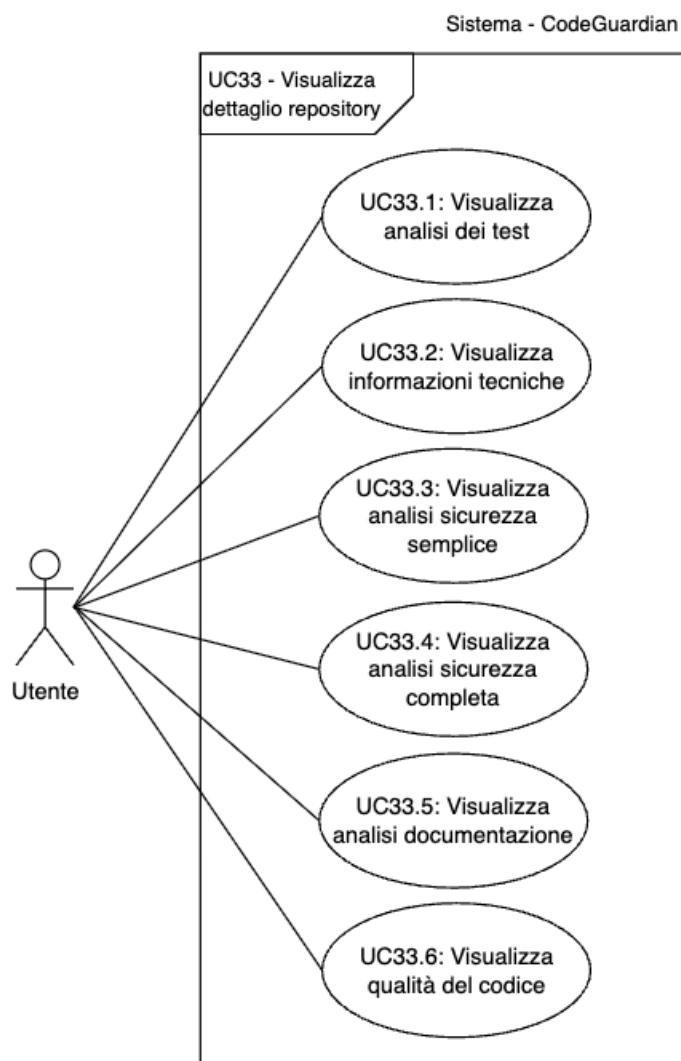 Sistema - CodeGuardian
UC33 - Visualizza
dettaglio repository
UC33.1: Visualizza
analisi dei test
UC33.2: Visualizza
informazioni tecniche
UC33.3: Visualizza
analisi sicurezza
semplice
UC33.4: Visualizza
analisi sicurezza
completa
Utente
UC33.5: Visualizza
analisi documentazione
UC33.6: Visualizza
qualità del codice